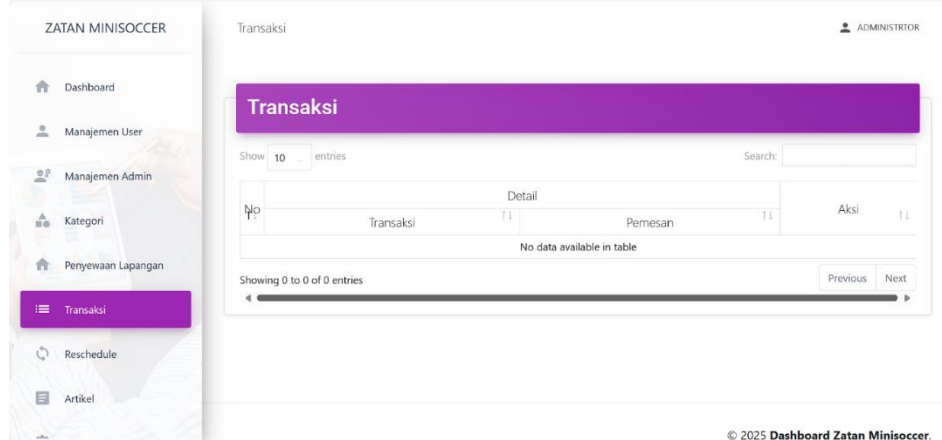 ZATAN MINISOCCER
Transaksi
ADMINISTRTOR
Dashboard
Manajemen User
Manajemen Admin
Kategori
Penyewaan Lapangan
Transaksi
Reschedule
Artikel
Transaksi
Show 10 entries
Search:
No
Detail
Aksi
Transaksi
Pemesan
No data available in table
Showing 0 to 0 of 0 entries
Previous Next
© 2025 Dashboard Zatan Minisoccer.